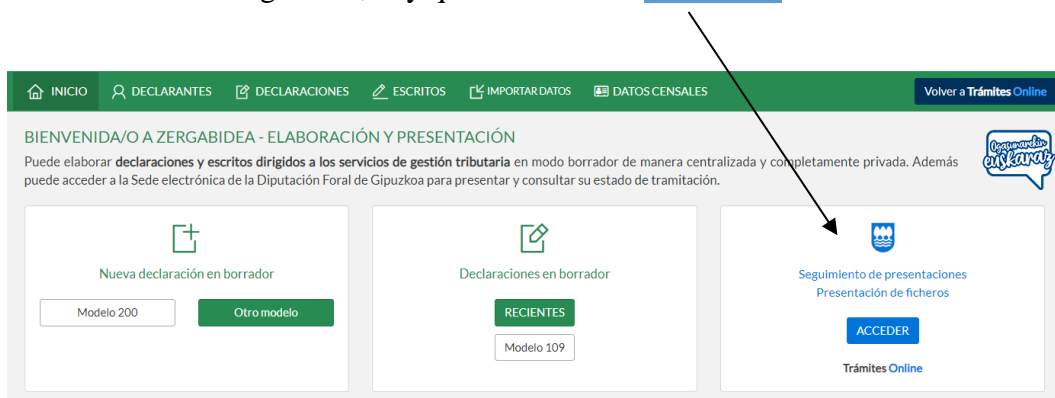 INICIO DECLARANTES DECLARACIONES ESCRITOS IMPORTAR DATOS DATOS CENSALES Volver a Trámites Online
BIENVENIDA/O A ZERGABIDEA - ELABORACIÓN Y PRESENTACIÓN
Puede elaborar declaraciones y escritos dirigidos a los servicios de gestión tributaria en modo borrador de manera centralizada y completamente privada. Además
puede acceder a la Sede electrónica de la Diputación Foral de Gipuzkoa para presentar y consultar su estado de tramitación.
Ogasunarekin
euskaraz
Nueva declaración en borrador
Modelo 200 Otro modelo
Declaraciones en borrador
RECIENTES
Modelo 109
Seguimiento de presentaciones
Presentación de ficheros
ACCEDER
Trámites Online